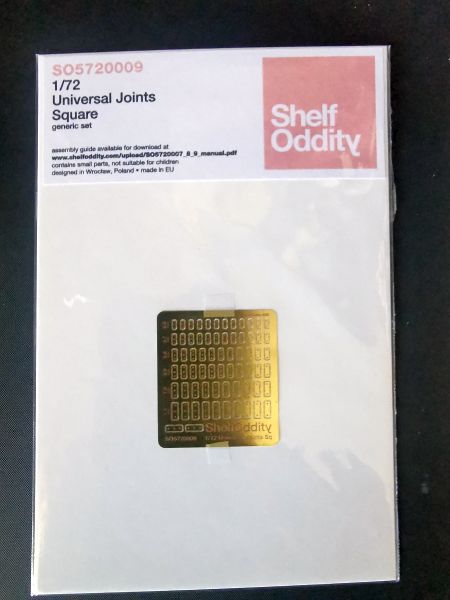 SO5720009
1/72
Universal Joints
Square
generic set
assembly guide available for download at
www.shelfoddity.com/upload/SO5720007_8_9_manual.pdf
contains small parts, not suitable for children
designed in Wrocław, Poland • made in EU
Shelf
Oddity
ShelfOddity
SO5720009 1/72